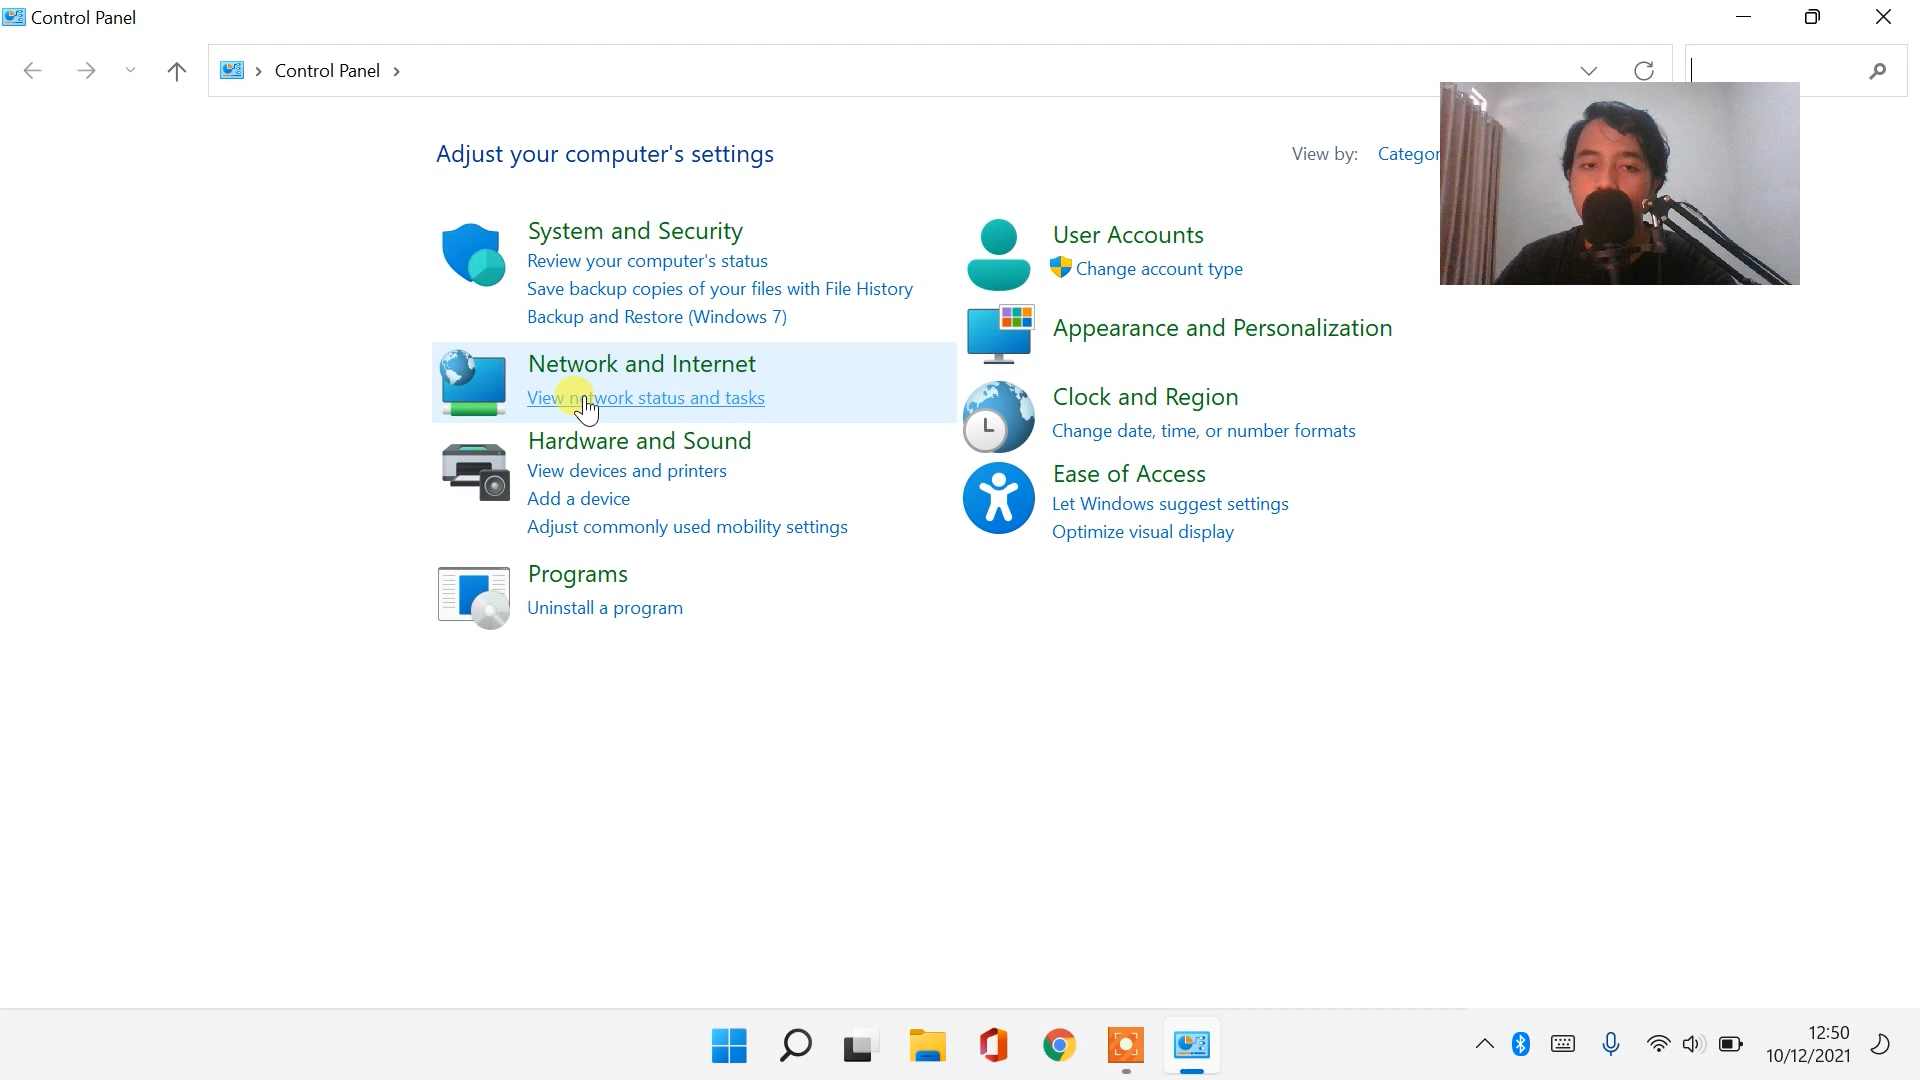 Control Panel
Control Panel
Adjust your computer's settings
View by:
System and Security
Review your computer's status
Save backup copies of your files with File History
Backup and Restore (Windows 7)
Network and Internet
View network status and tasks
Hardware and Sound
View devices and printers
Add a device
Adjust commonly used mobility settings
Programs
Uninstall a program
User Accounts
Change account type
Appearance and Personalization
Clock and Region
Change date, time, or number formats
Ease of Access
Let Windows suggest settings
Optimize visual display
12:50
10/12/2021